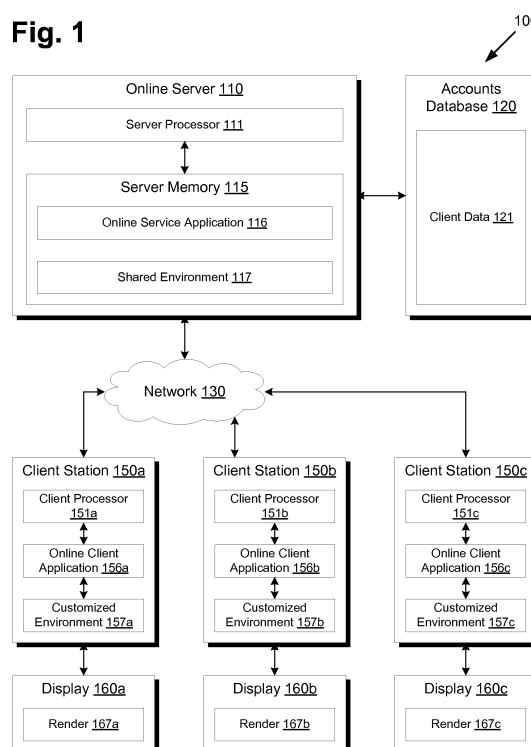 Fig. 1
10
Online Server 110
Server Processor 111
Server Memory 115
Online Service Application 116
Shared Environment 117
Accounts
Database 120
Client Data 121
Network 130
Client Station 150a
Client Processor
151a
Online Client
Application 156a
Customized
Environment 157a
Display 160a
Render 167a
Client Station 150b
Client Processor
151b
Online Client
Application 156b
Customized
Environment 157b
Display 160b
Render 167b
Client Station 150c
Client Processor
151c
Online Client
Application 156c
Customized
Environment 157c
Display 160c
Render 167c